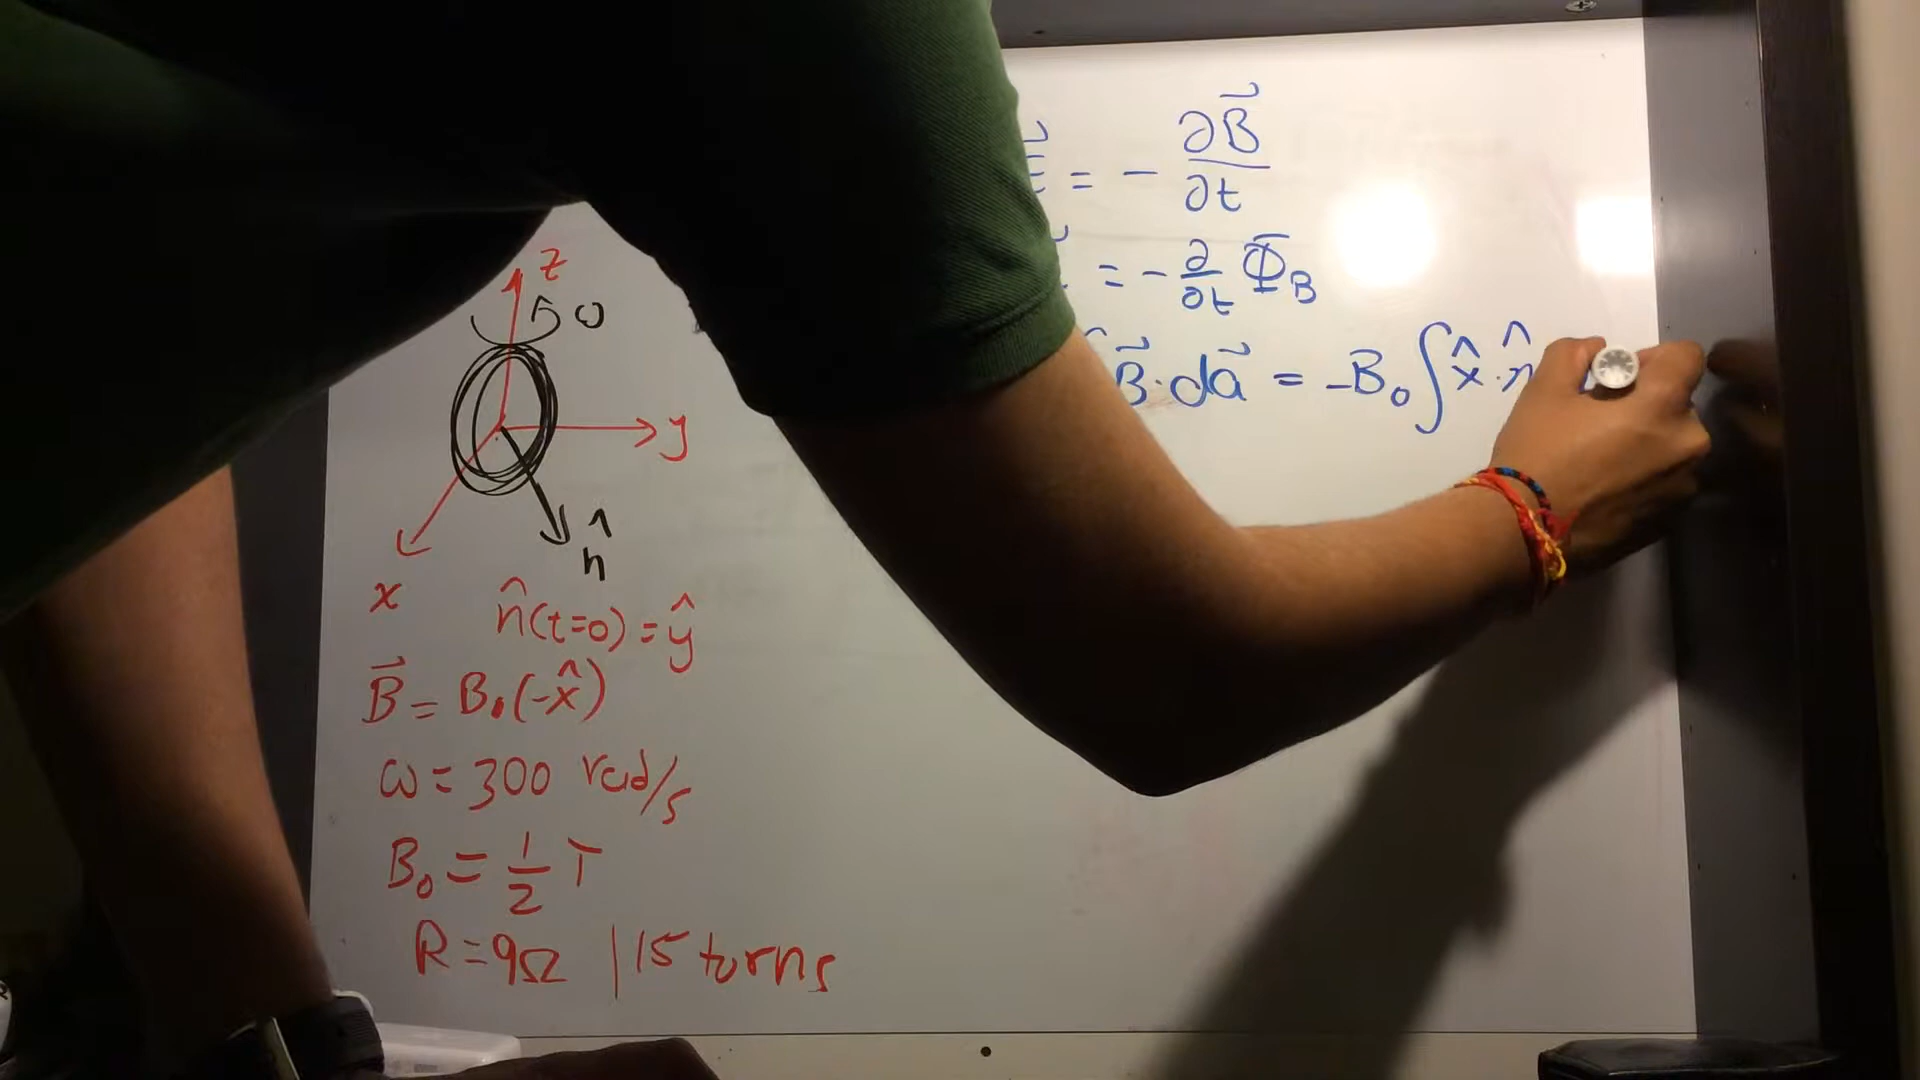 z
ω
y
n̂
x
n̂(t=0) = ŷ
B⃗ = B₀(-x̂)
ω = 300 rad/s
B₀ = 1/2 T
R = 9Ω | 15 turns
= - ∂B⃗/∂t
= - ∂/∂t Φ_B
B⃗ · da⃗ = -B₀ ∫ x̂ · n̂